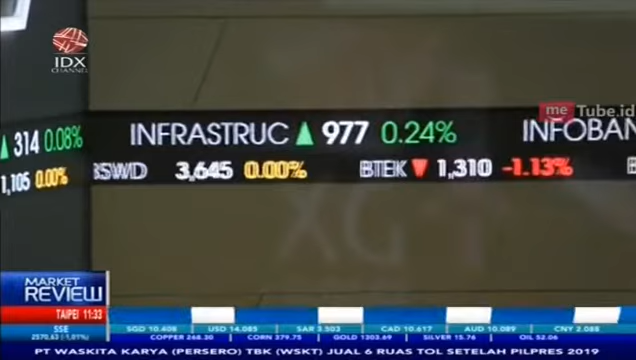 IDX
CHANNEL
me Tube.id
314 0.08% INFRASTRUC 977 0.24% INFOBAN
1,105 0.00% BSWD 3,645 0.00% BTEK 1,310 -1.13%
MARKET
REVIEW
TAIPEI 11:33
SSE SGD 10.408 USD 14.085 SAR 3.503 CAD 10.617 AUD 10.089 CNY 2.088
2570.63 (-1.01%) COPPER 268.30 CORN 379.75 GOLD 1303.69 SILVER 15.76 OIL 52.06
PT WASKITA KARYA (PERSERO) TBK (WSKT) JUAL 6 RUAS TOL SETELAH PILPRES 2019